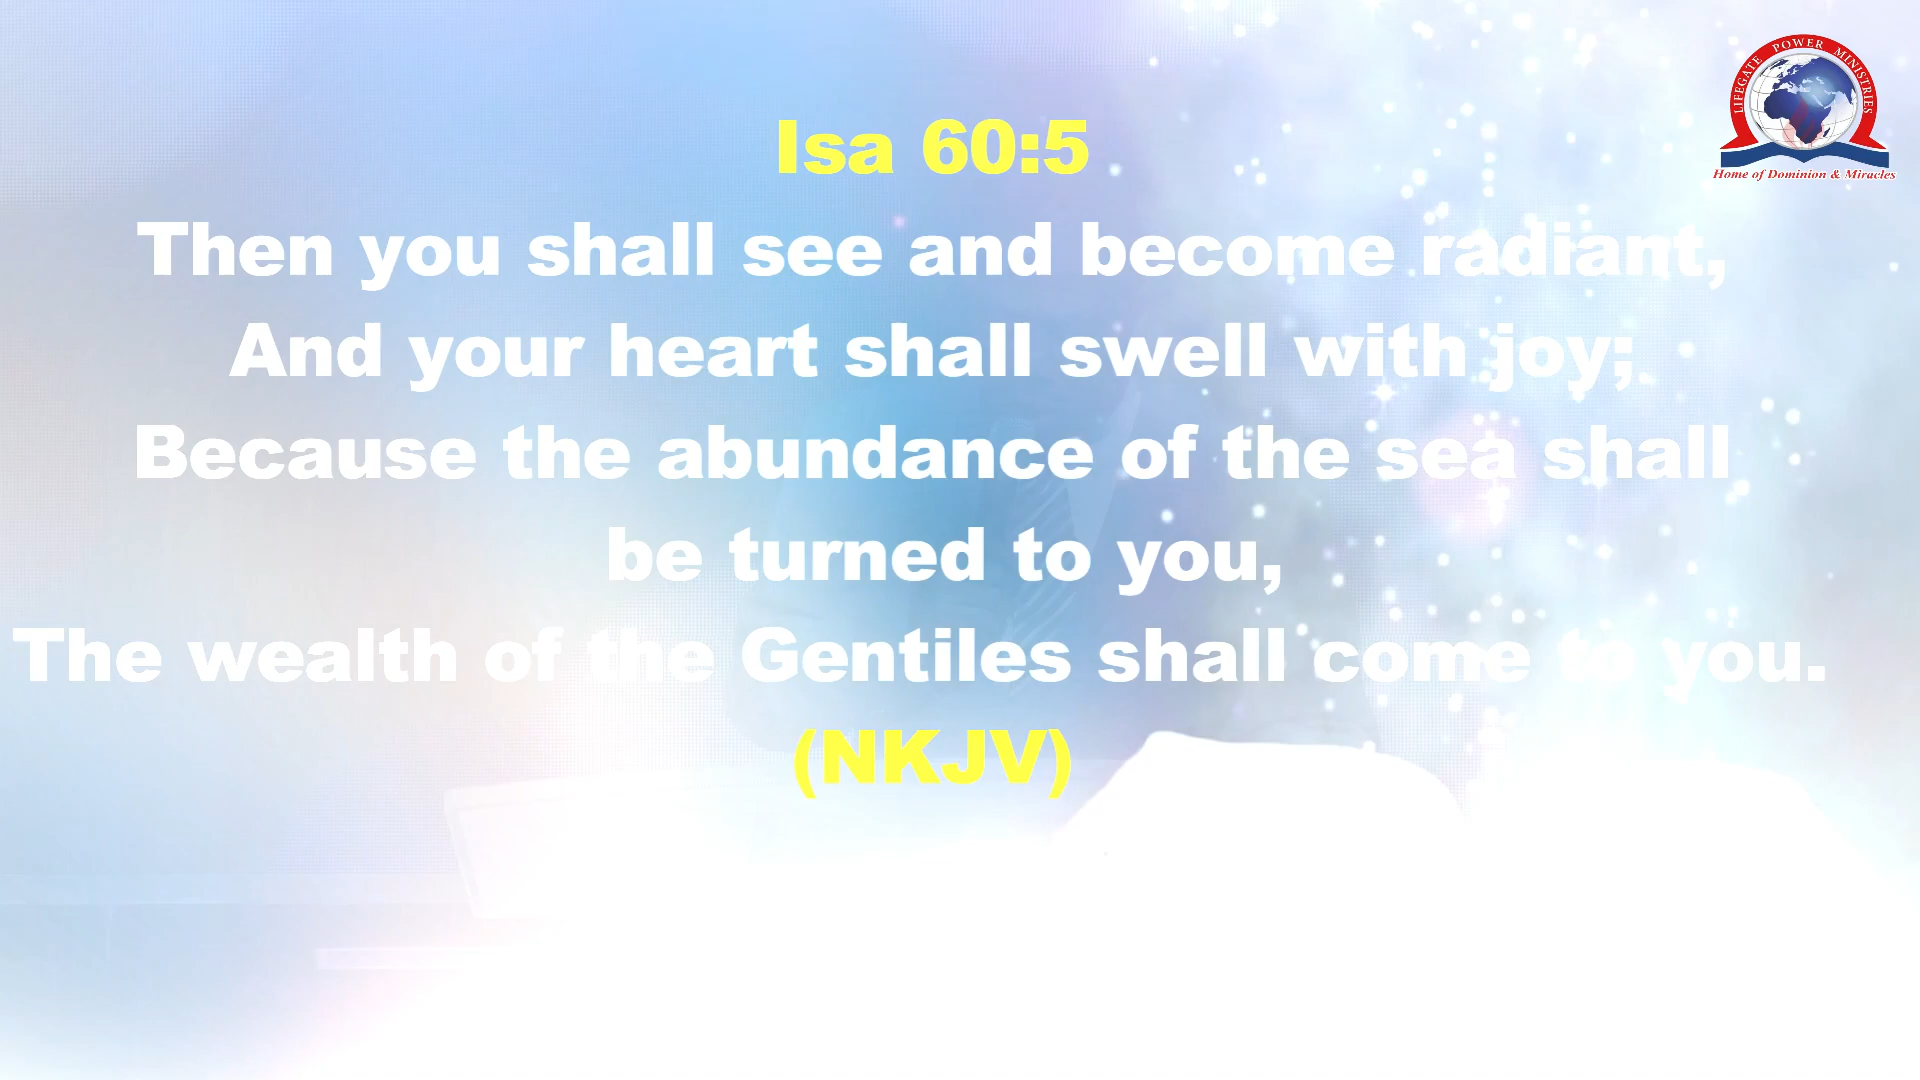 LIFEGATE POWER MINISTRIES
Home of Dominion & Miracles
Isa 60:5
Then you shall see and become radiant,
And your heart shall swell with joy;
Because the abundance of the sea shall
be turned to you,
The wealth of the Gentiles shall come to you.
(NKJV)